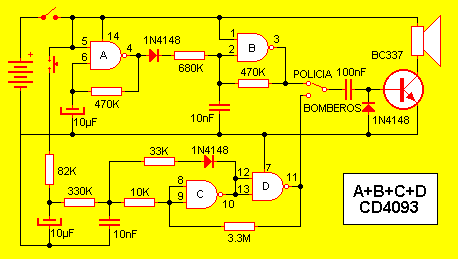 14
1N4148
1
3
B
BC337
5
6
A
4
2
680K
470K
POLICIA
100nF
470K
BOMBEROS
10µF
10nF
1N4148
33K
1N4148
7
11
82K
12
D
330K
10K
8
9
C
10
13
A+B+C+D
CD4093
10µF
10nF
3.3M